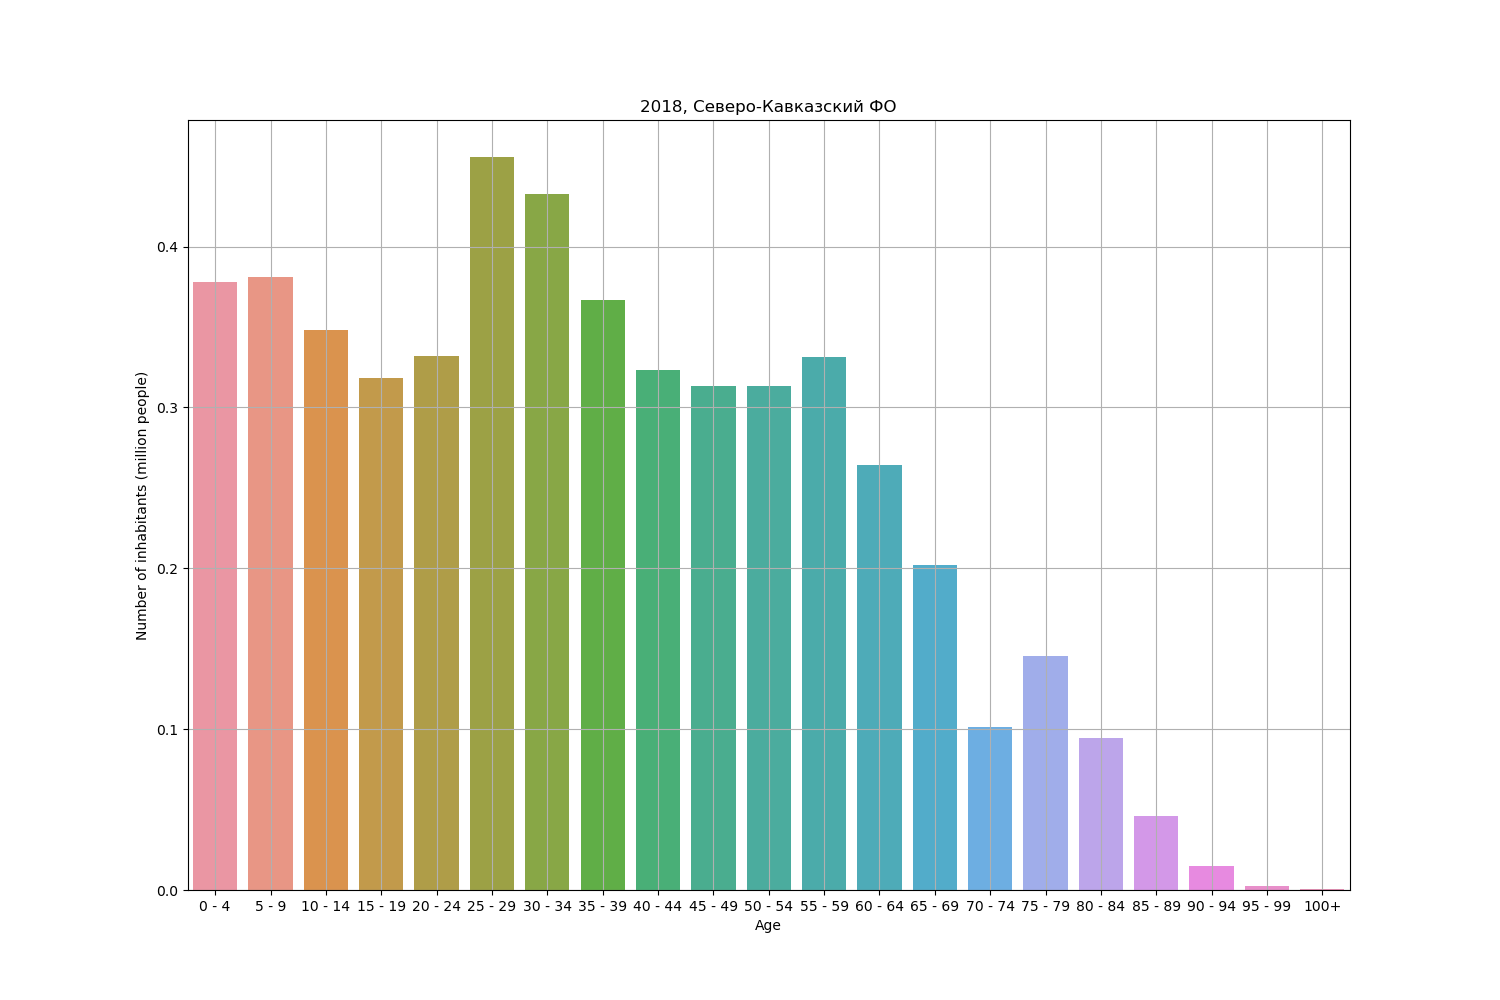 2018, Северо-Кавказский ФО
Number of inhabitants (million people)
0.4
0.3
0.2
0.1
0.0
0 - 4 5 - 9 10 - 14 15 - 19 20 - 24 25 - 29 30 - 34 35 - 39 40 - 44 45 - 49 50 - 54 55 - 59 60 - 64 65 - 69 70 - 74 75 - 79 80 - 84 85 - 89 90 - 94 95 - 99 100+
Age